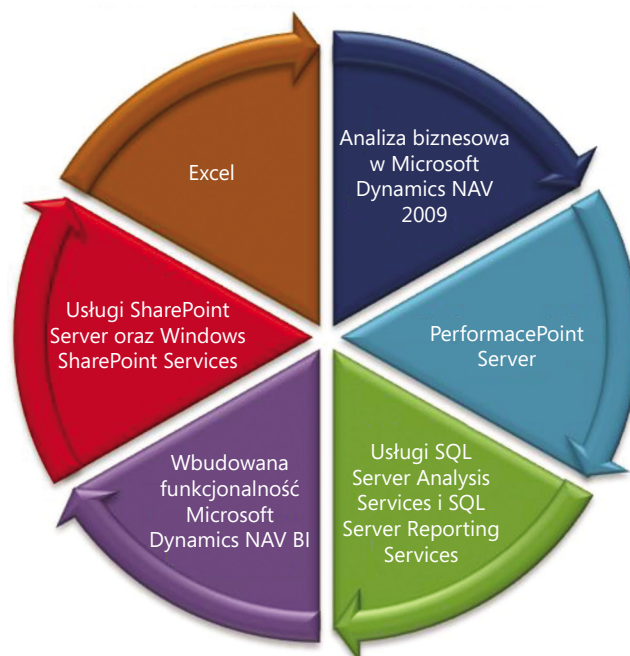 Analiza biznesowa
w Microsoft
Dynamics NAV
2009
PerformacePoint
Server
Usługi SQL
Server Analysis
Services i SQL
Server Reporting
Services
Wbudowana
funkcjonalność
Microsoft
Dynamics NAV BI
Usługi SharePoint
Server oraz Windows
SharePoint Services
Excel